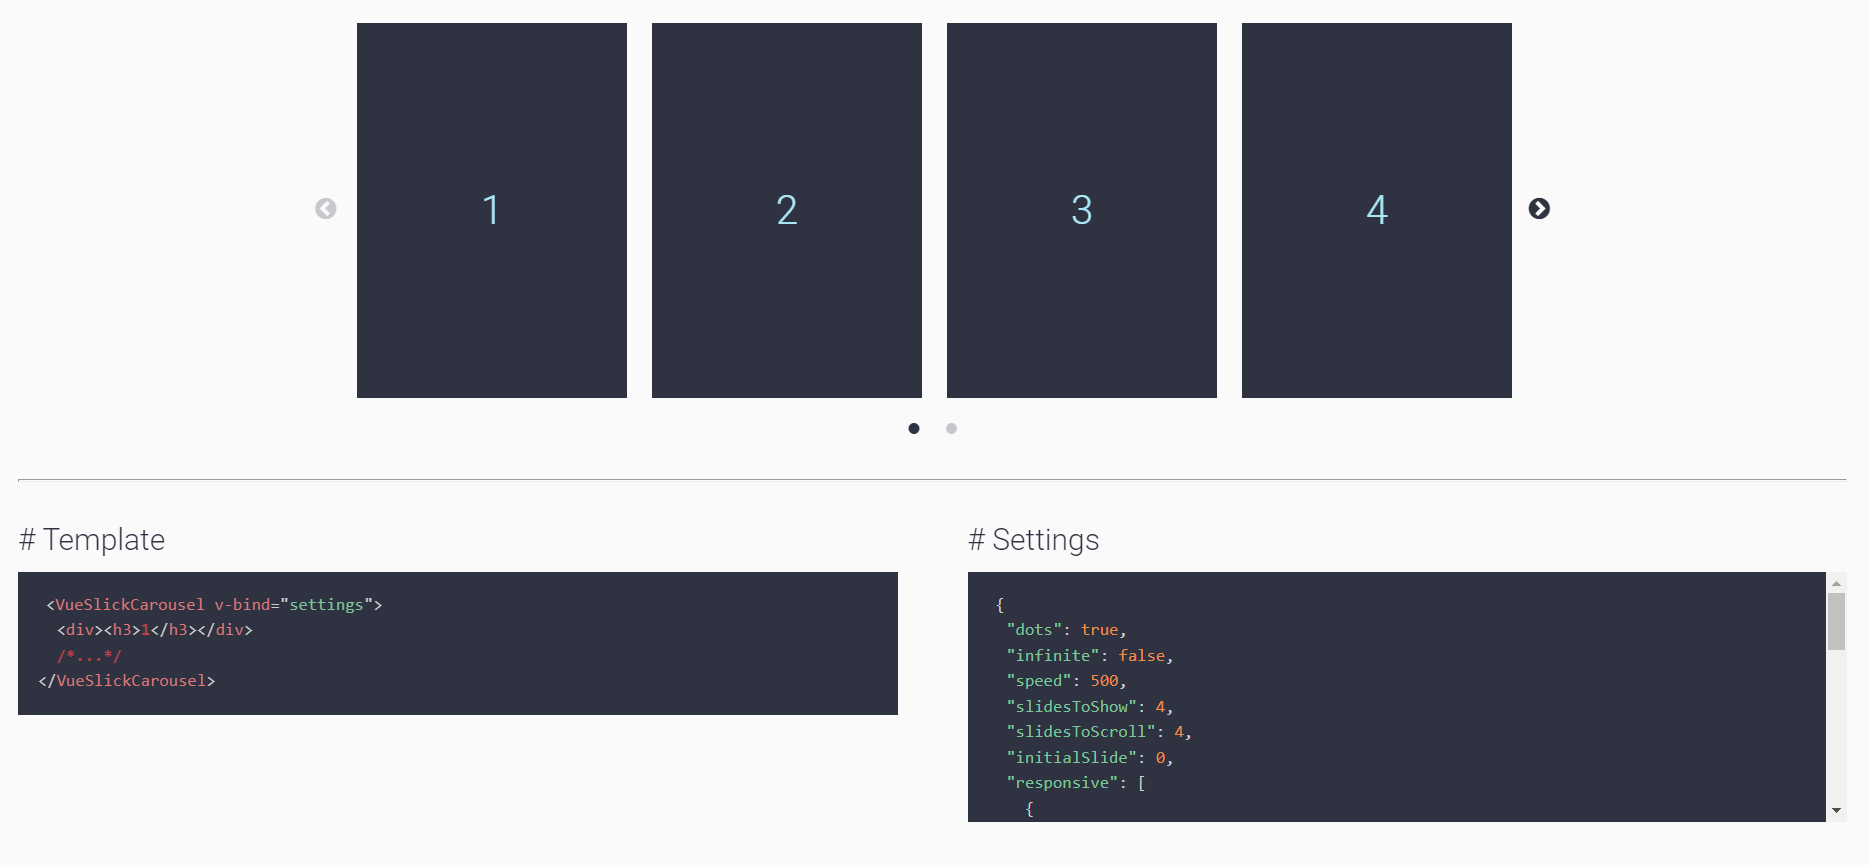 1
2
3
4
# Template
<VueSlickCarousel v-bind="settings">
<div><h3>1</h3></div>
/*...*/
</VueSlickCarousel>
# Settings
{
"dots": true,
"infinite": false,
"speed": 500,
"slidesToShow": 4,
"slidesToScroll": 4,
"initialSlide": 0,
"responsive": [
{